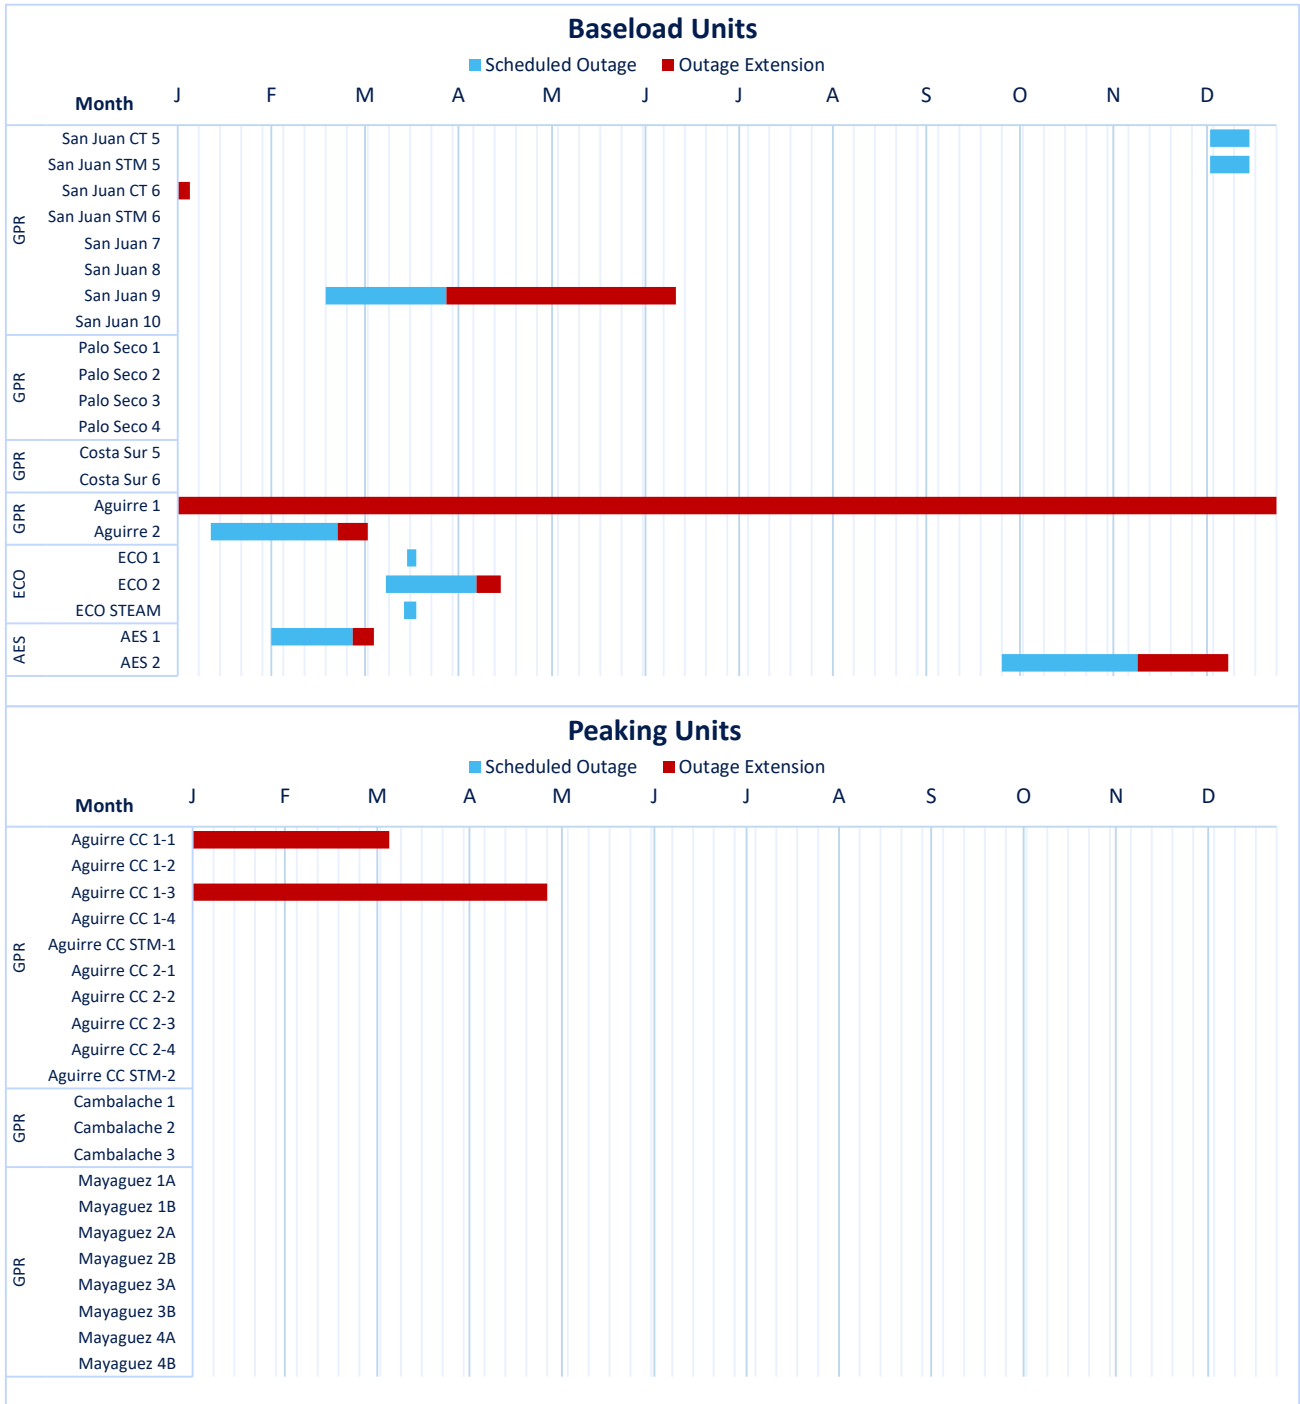 Baseload Units
Scheduled Outage Outage Extension
Month J F M A M J J A S O N D
GPR
San Juan CT 5
San Juan STM 5
San Juan CT 6
San Juan STM 6
San Juan 7
San Juan 8
San Juan 9
San Juan 10
GPR
Palo Seco 1
Palo Seco 2
Palo Seco 3
Palo Seco 4
GPR
Costa Sur 5
Costa Sur 6
GPR
Aguirre 1
Aguirre 2
ECO
ECO 1
ECO 2
ECO STEAM
AES
AES 1
AES 2
Peaking Units
Scheduled Outage Outage Extension
Month J F M A M J J A S O N D
GPR
Aguirre CC 1-1
Aguirre CC 1-2
Aguirre CC 1-3
Aguirre CC 1-4
Aguirre CC STM-1
Aguirre CC 2-1
Aguirre CC 2-2
Aguirre CC 2-3
Aguirre CC 2-4
Aguirre CC STM-2
GPR
Cambalache 1
Cambalache 2
Cambalache 3
GPR
Mayaguez 1A
Mayaguez 1B
Mayaguez 2A
Mayaguez 2B
Mayaguez 3A
Mayaguez 3B
Mayaguez 4A
Mayaguez 4B